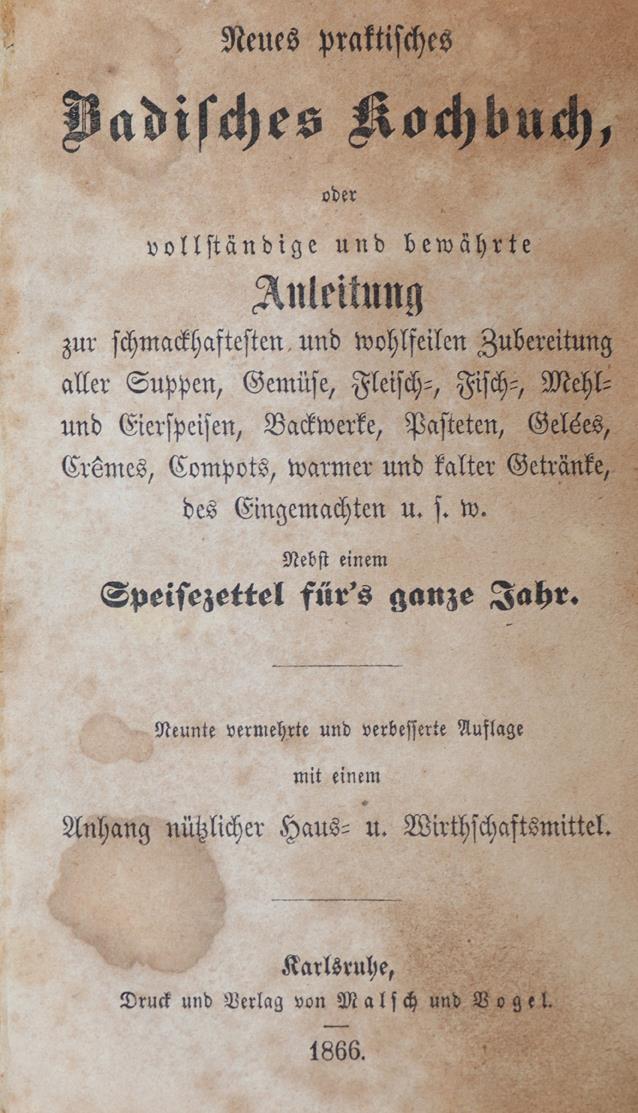 Neues praktisches
Badisches Kochbuch,
oder
vollständige und bewährte
Anleitung
zur schmackhaftesten und wohlfeilen Zubereitung
aller Suppen, Gemüse, Fleisch=, Fisch=, Mehl=
und Eierspeisen, Backwerke, Pasteten, Gelées,
Crêmes, Compots, warmer und kalter Getränke,
des Eingemachten u. s. w.
Nebst einem
Speisezettel für's ganze Jahr.
Neunte vermehrte und verbesserte Auflage
mit einem
Anhang nützlicher Haus= u. Wirthschaftsmittel.
Karlsruhe,
Druck und Verlag von Malsch und Vogel.
1866.